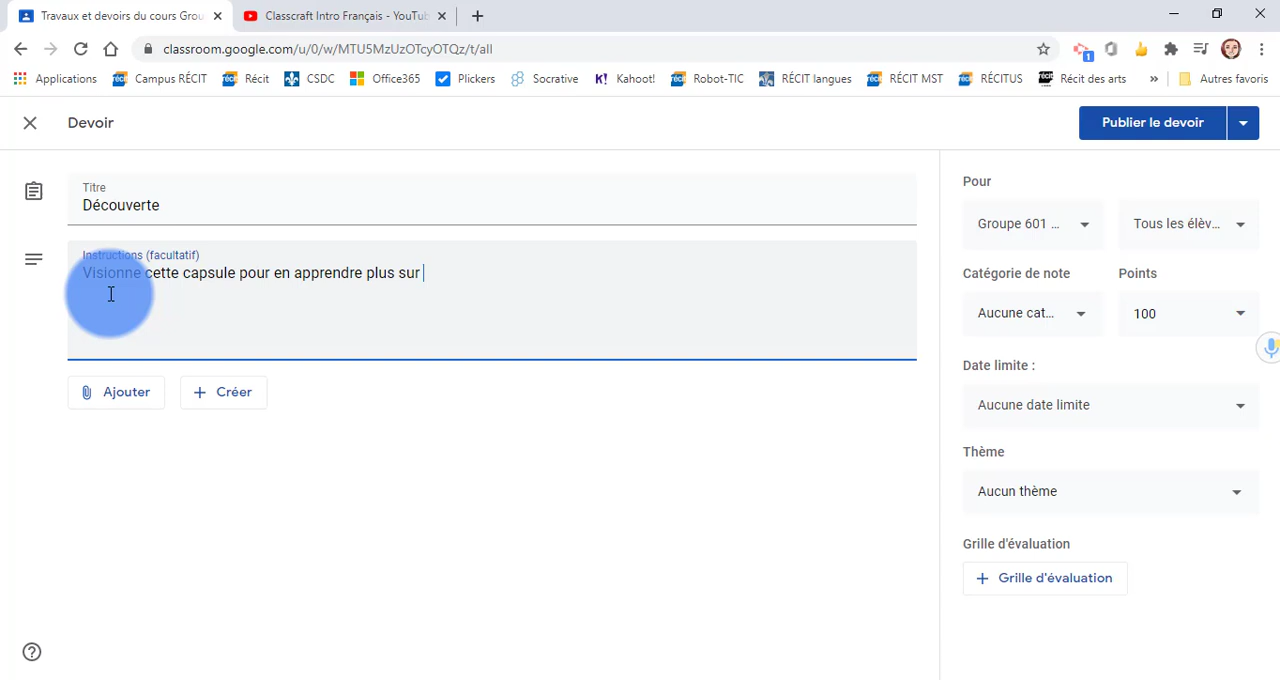 Travaux et devoirs du cours Grou
Classcraft Intro Français - YouTub
classroom.google.com/u/0/w/MTU5MzUzOTcyOTQz/t/all
1
Applications
Campus RÉCIT
Récit
CSDC
Office365
Plickers
Socrative
K! Kahoot!
Robot-TIC
RÉCIT langues
RÉCIT MST
RÉCITUS
Récit des arts
»
Autres favoris
Devoir
Publier le devoir
Titre
Découverte
Instructions (facultatif)
Visionne cette capsule pour en apprendre plus sur
Ajouter
Créer
Pour
Groupe 601 ...
Tous les élèv...
Catégorie de note
Points
Aucune cat...
100
Date limite :
Aucune date limite
Thème
Aucun thème
Grille d'évaluation
Grille d'évaluation